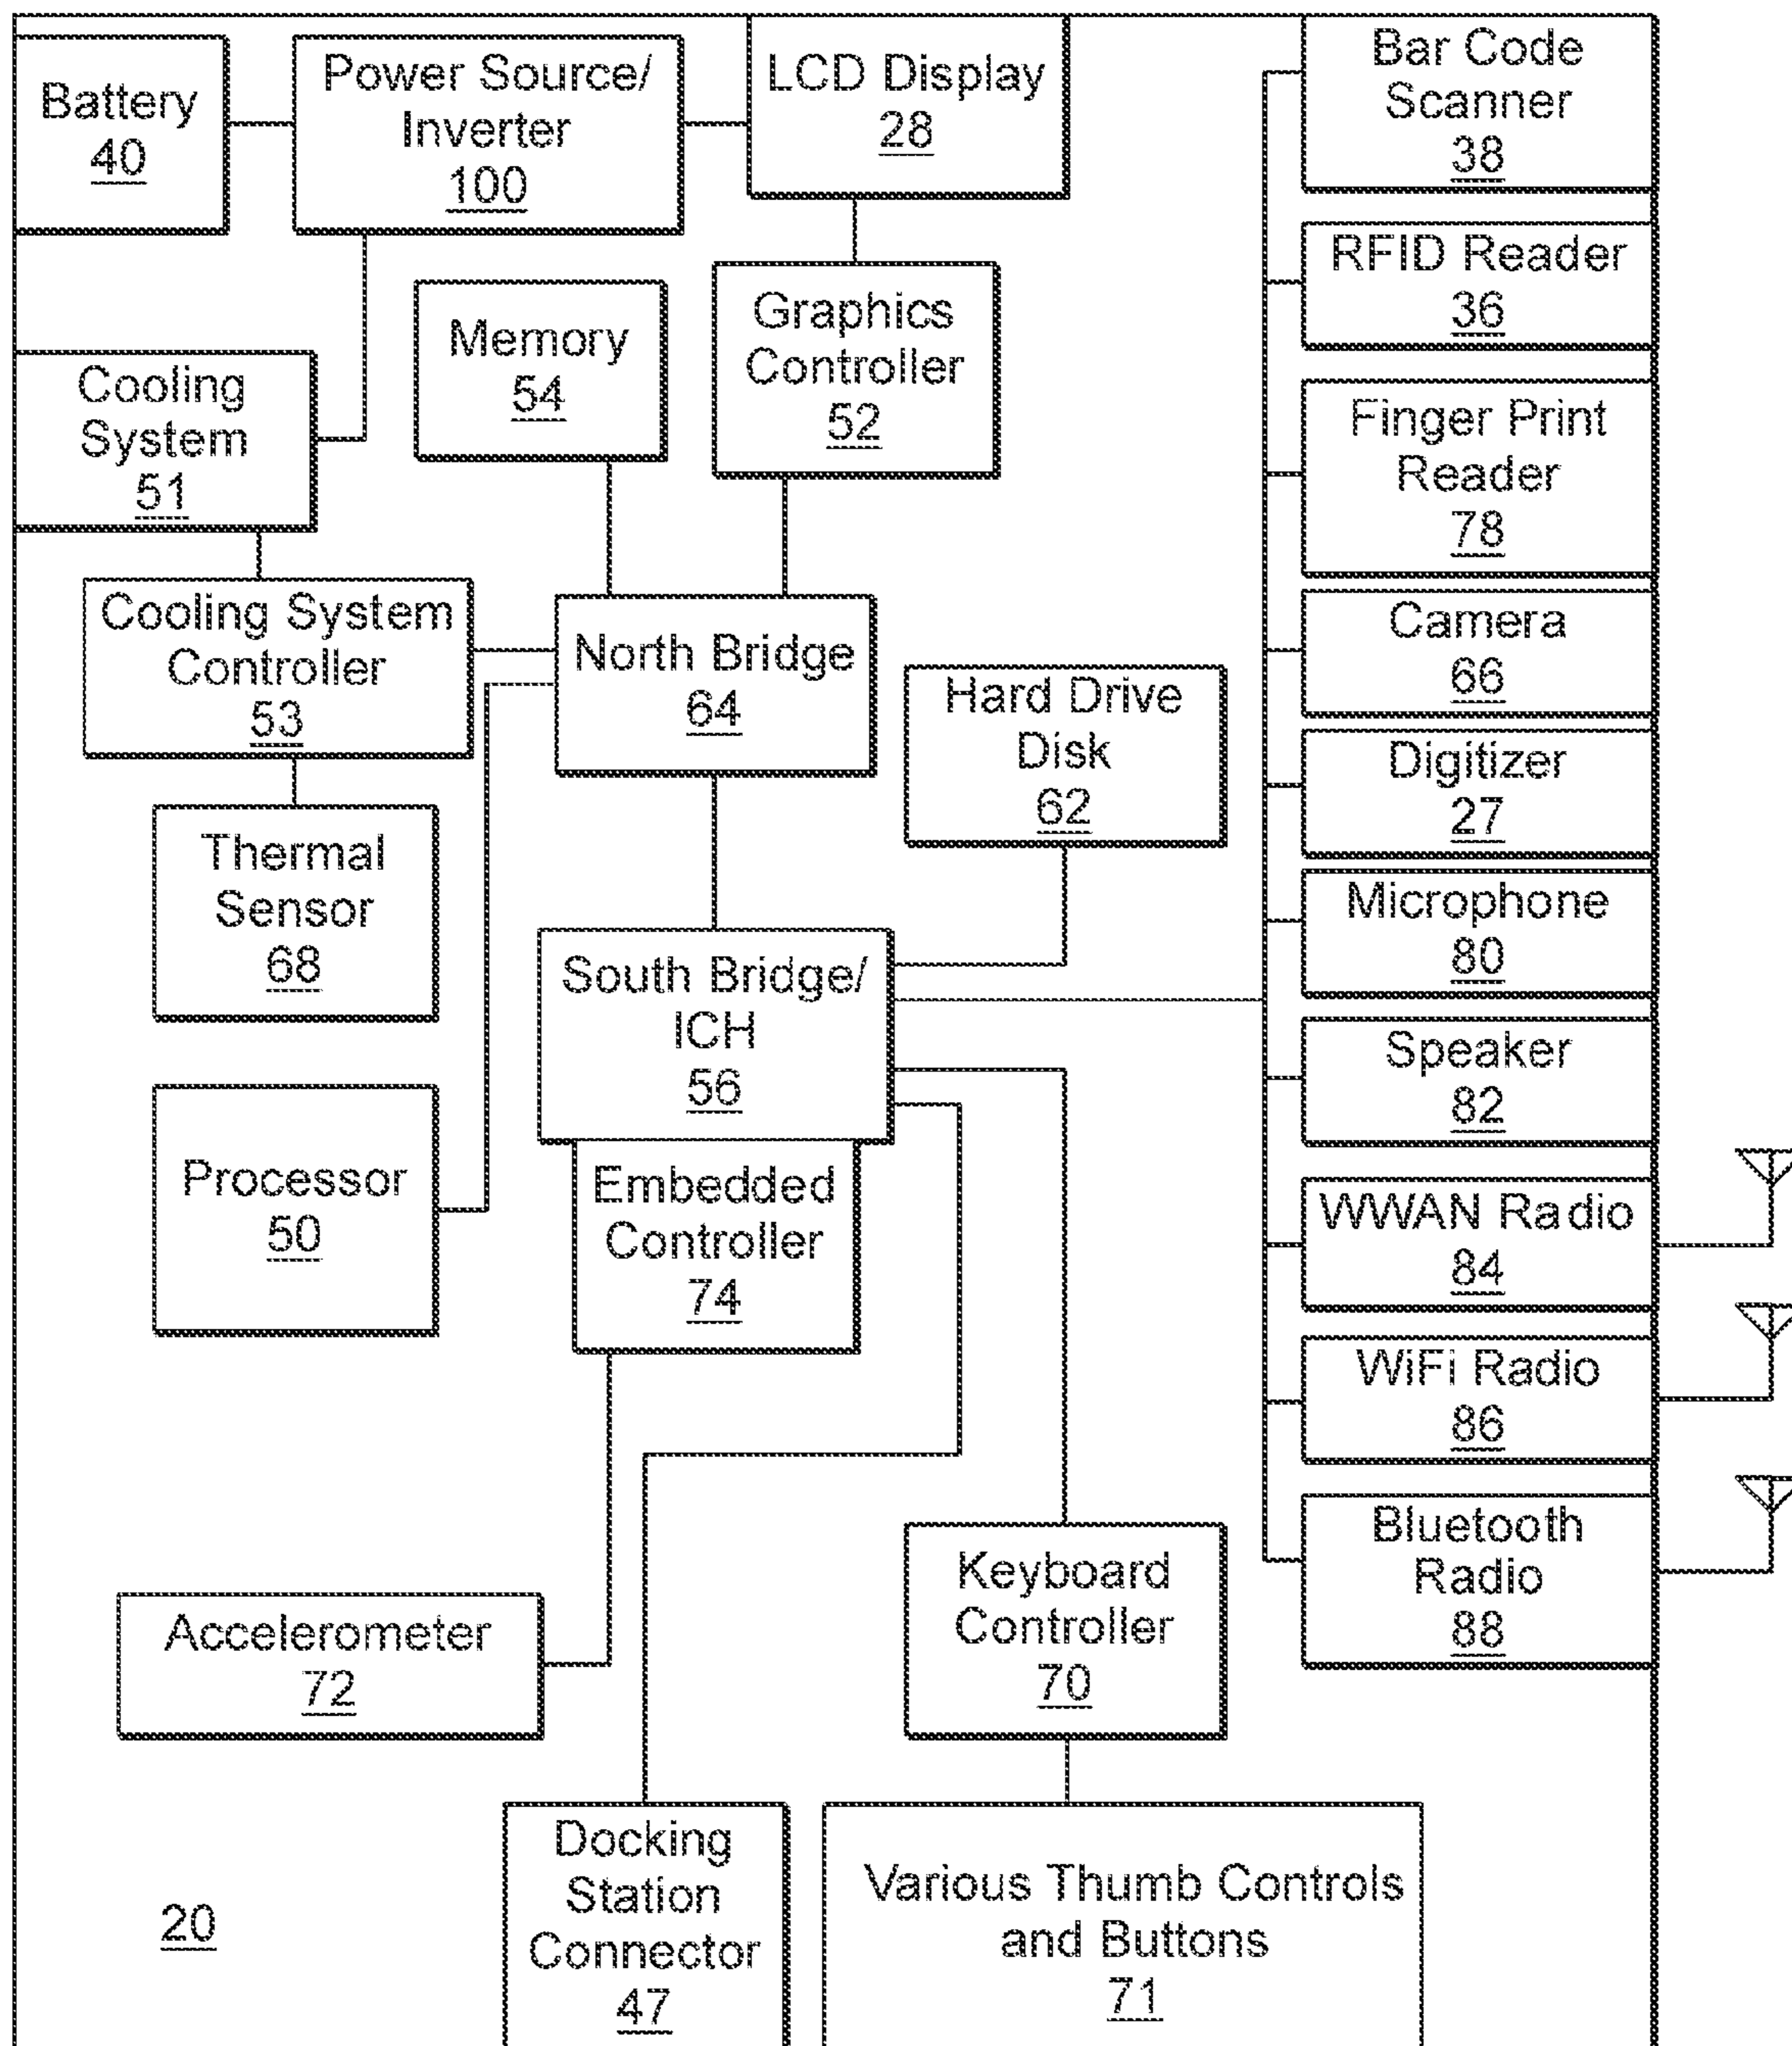 Battery
40
Power Source/
Inverter
100
LCD Display
28
Bar Code
Scanner
38
RFID Reader
36
Memory
54
Graphics
Controller
52
Cooling
System
51
Finger Print
Reader
78
Cooling System
Controller
53
North Bridge
64
Camera
66
Hard Drive
Disk
62
Digitizer
27
Thermal
Sensor
68
Microphone
80
South Bridge/
ICH
56
Speaker
82
Processor
50
Embedded
Controller
74
WWAN Radio
84
WiFi Radio
86
Bluetooth
Radio
88
Keyboard
Controller
70
Accelerometer
72
Docking
Station
Connector
47
Various Thumb Controls
and Buttons
71
20